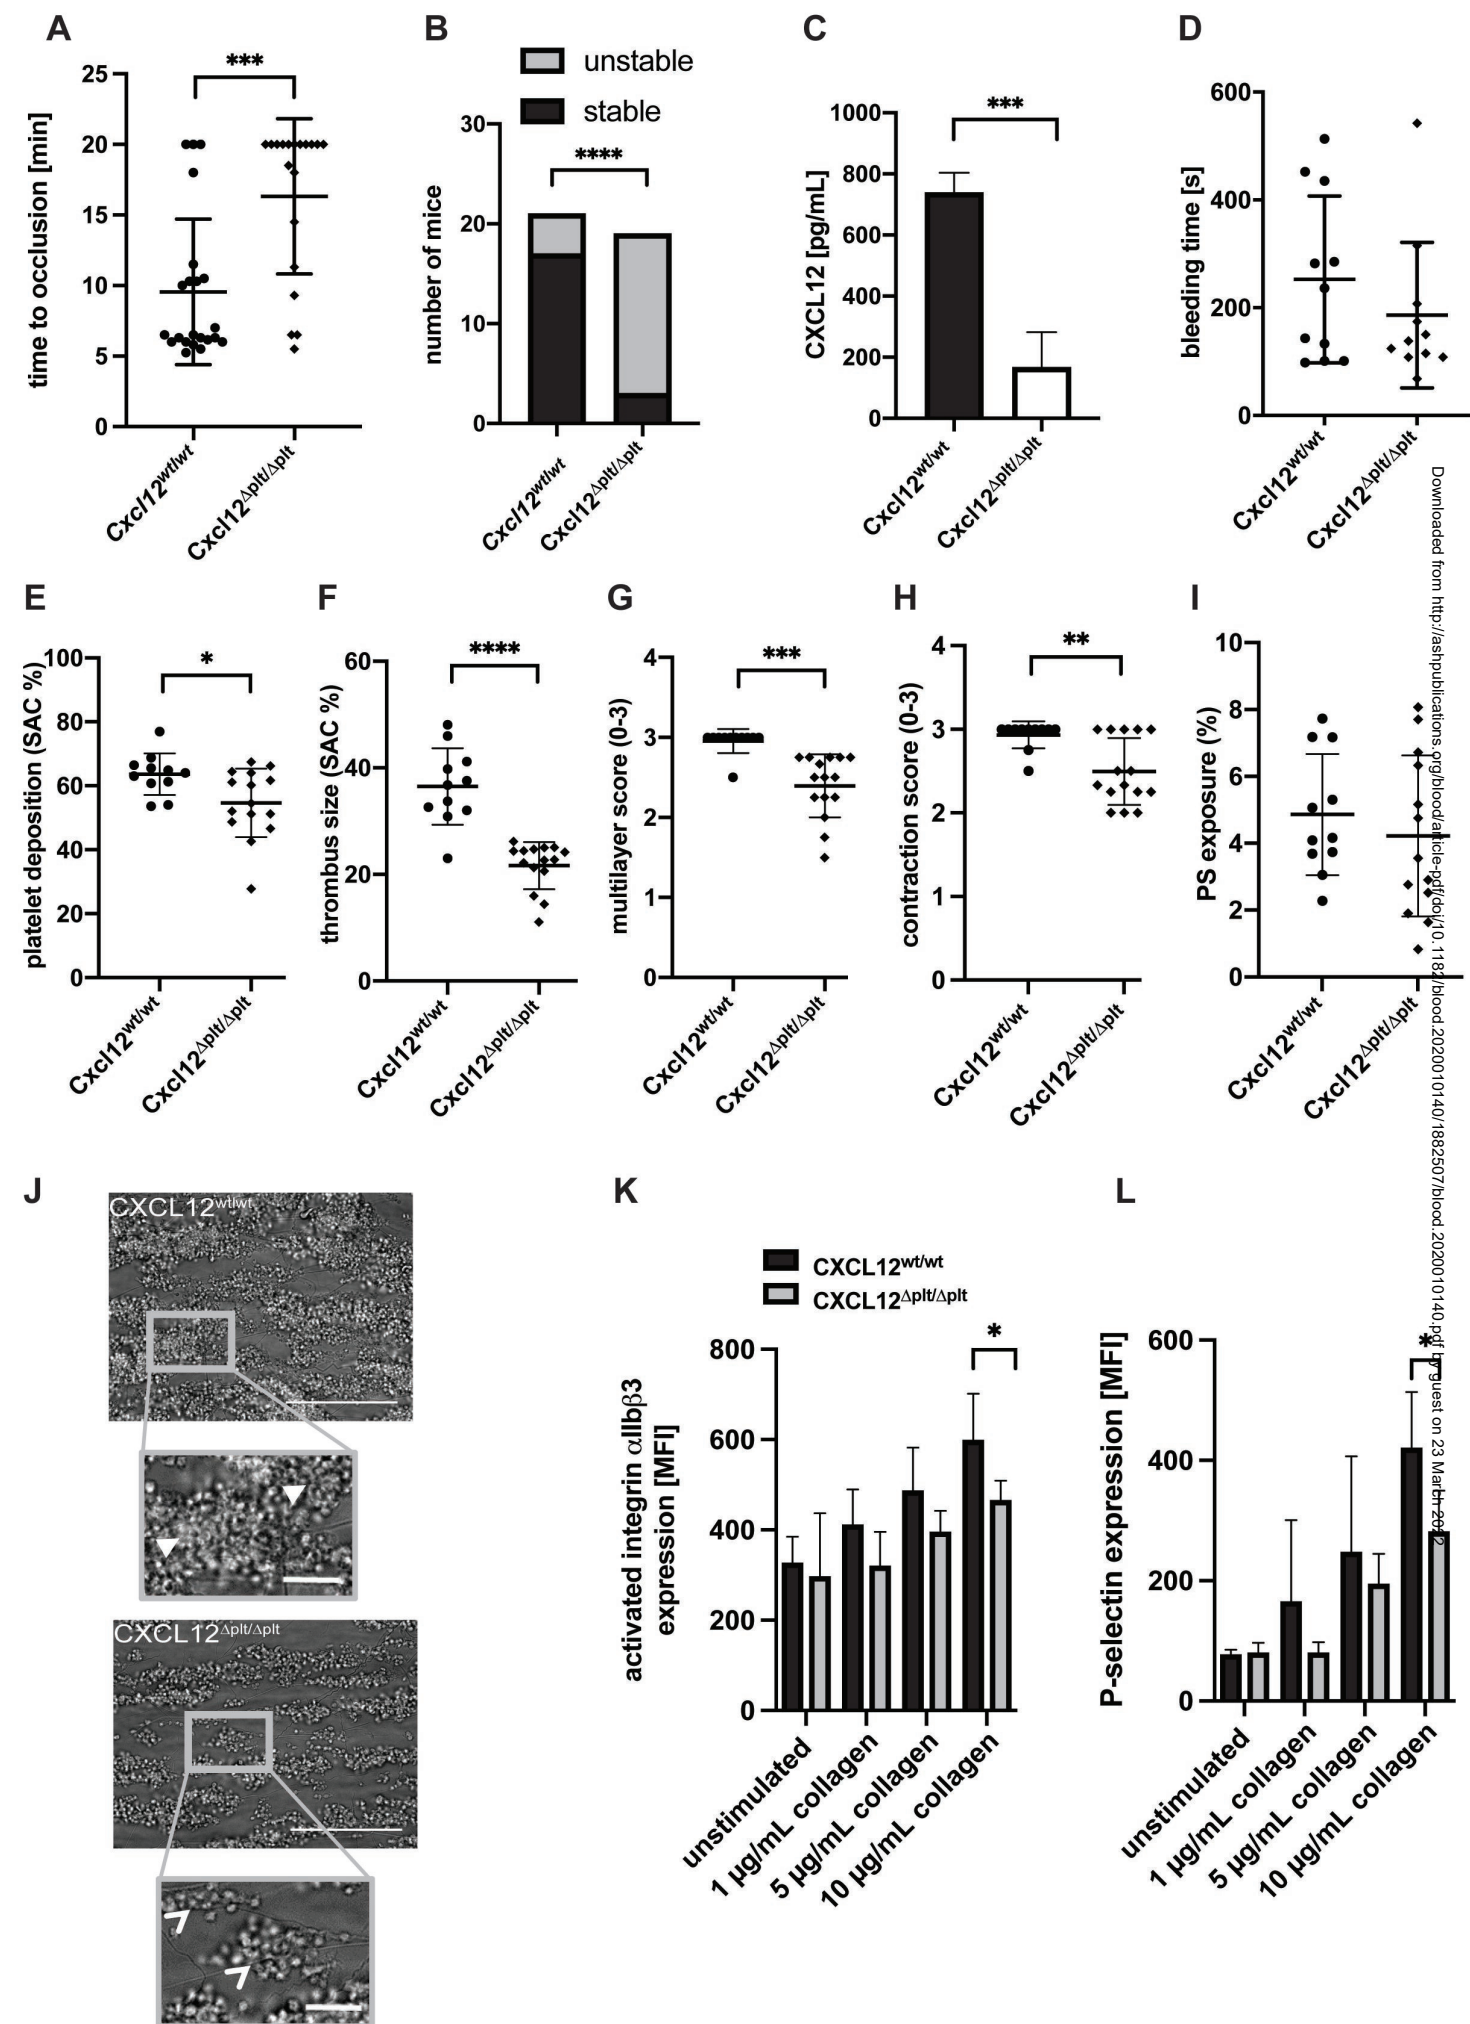 A
time to occlusion [min]
25
20
15
10
5
0
***
Cxcl12wt/wt
Cxcl12Δplt/Δplt
B
unstable
stable
number of mice
30
20
10
0
****
Cxcl12wt/wt
Cxcl12Δplt/Δplt
C
CXCL12 [pg/mL]
1000
800
600
400
200
0
***
Cxcl12wt/wt
Cxcl12Δplt/Δplt
D
bleeding time [s]
600
400
200
0
Cxcl12wt/wt
Cxcl12Δplt/Δplt
E
platelet deposition (SAC %)
100
80
60
40
20
0
*
Cxcl12wt/wt
Cxcl12Δplt/Δplt
F
thrombus size (SAC %)
60
40
20
0
****
Cxcl12wt/wt
Cxcl12Δplt/Δplt
G
multilayer score (0-3)
4
3
2
1
0
***
Cxcl12wt/wt
Cxcl12Δplt/Δplt
H
contraction score (0-3)
4
3
2
1
0
**
Cxcl12wt/wt
Cxcl12Δplt/Δplt
I
PS exposure (%)
10
8
6
4
2
0
Cxcl12wt/wt
Cxcl12Δplt/Δplt
J
CXCL12wt/wt
CXCL12Δplt/Δplt
K
CXCL12wt/wt
CXCL12Δplt/Δplt
activated integrin αIIbβ3
expression [MFI]
800
600
400
200
0
*
unstimulated
1 µg/mL collagen
5 µg/mL collagen
10 µg/mL collagen
L
P-selectin expression [MFI]
600
400
200
0
*
unstimulated
1 µg/mL collagen
5 µg/mL collagen
10 µg/mL collagen
Downloaded from http://ashpublications.org/blood/article-pdf/doi/10.1182/blood.2020010140/1882507/blood.2020010140.pdf by guest on 23 March 2022